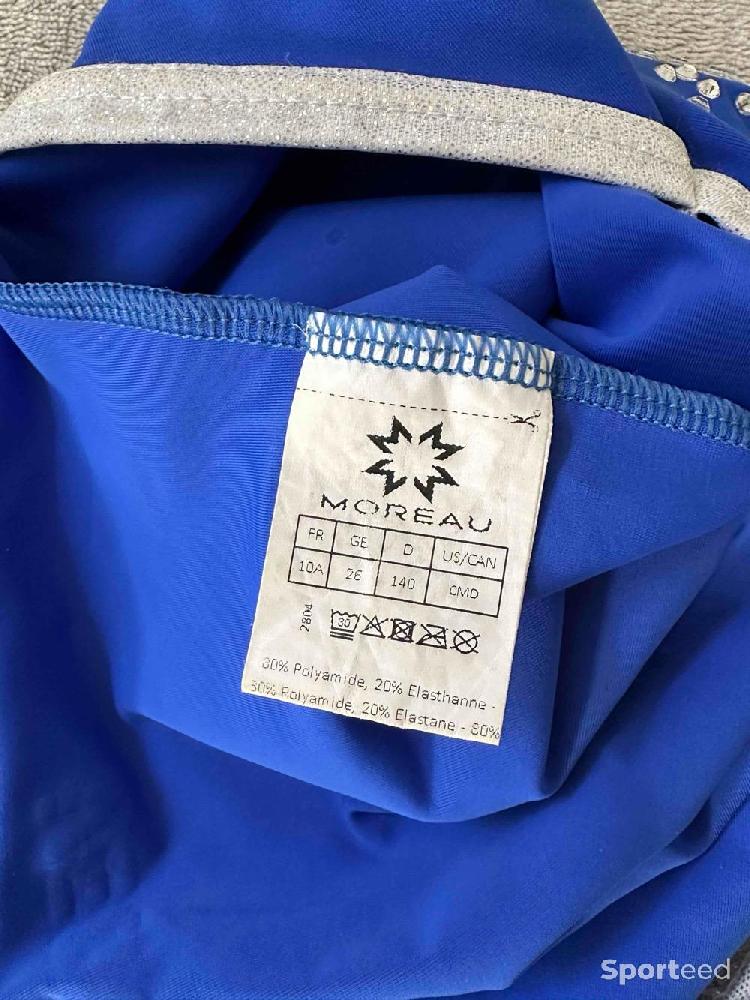 MOREAU
FR GE D US/CAN
10A 26 140 CMD
2804
30
80% Polyamide, 20% Elasthanne -
80% Polyamide, 20% Elastane - 80%
Sporteed